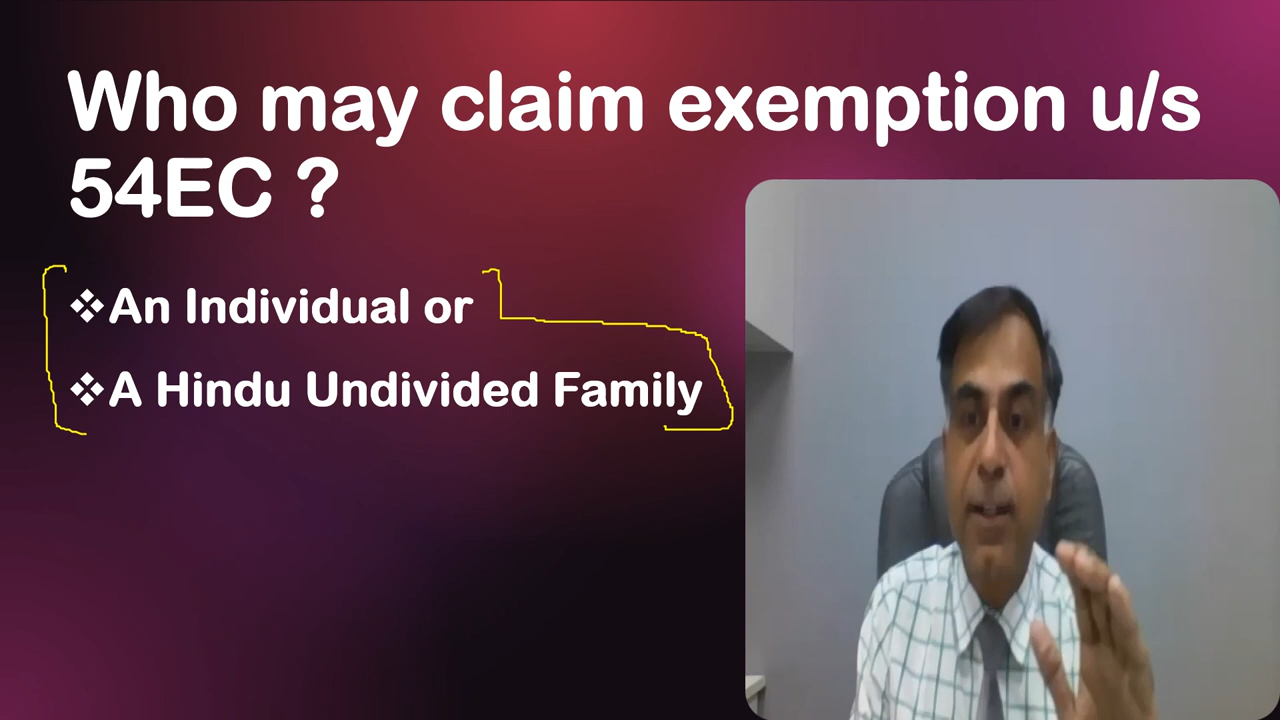 Who may claim exemption u/s
54EC ?
❖An Individual or
❖A Hindu Undivided Family